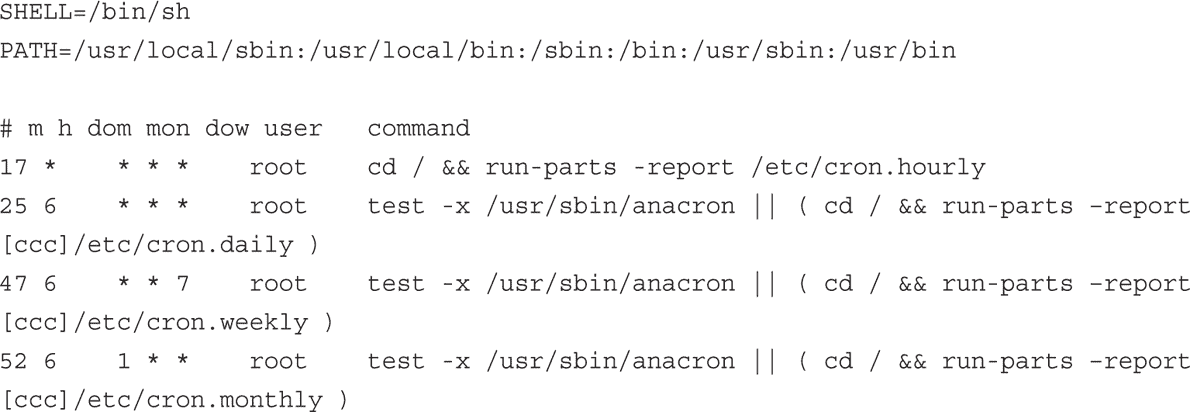 SHELL=/bin/sh
PATH=/usr/local/sbin:/usr/local/bin:/sbin:/bin:/usr/sbin:/usr/bin
# m h dom mon dow user   command
17 *    * * *    root    cd / && run-parts -report /etc/cron.hourly
25 6    * * *    root    test -x /usr/sbin/anacron || ( cd / && run-parts –report
[ccc]/etc/cron.daily )
47 6    * * 7    root    test -x /usr/sbin/anacron || ( cd / && run-parts –report
[ccc]/etc/cron.weekly )
52 6    1 * *    root    test -x /usr/sbin/anacron || ( cd / && run-parts –report
[ccc]/etc/cron.monthly )